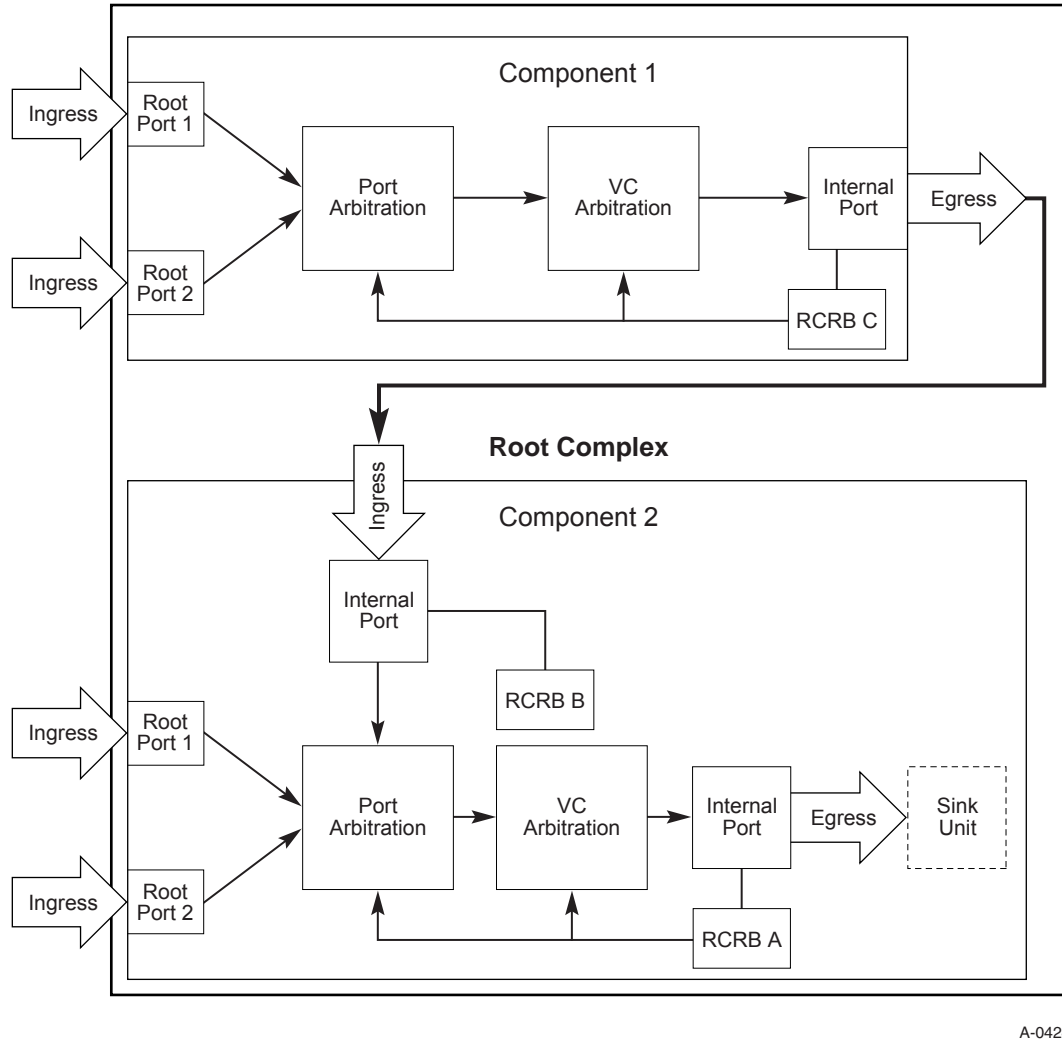 Component 1
Ingress
Root
Port 1
Port
Arbitration
VC
Arbitration
Internal
Port
Egress
Ingress
Root
Port 2
RCRB C
Root Complex
Ingress
Component 2
Internal
Port
RCRB B
Ingress
Root
Port 1
Port
Arbitration
VC
Arbitration
Internal
Port
Egress
Sink
Unit
Ingress
Root
Port 2
RCRB A
A-042